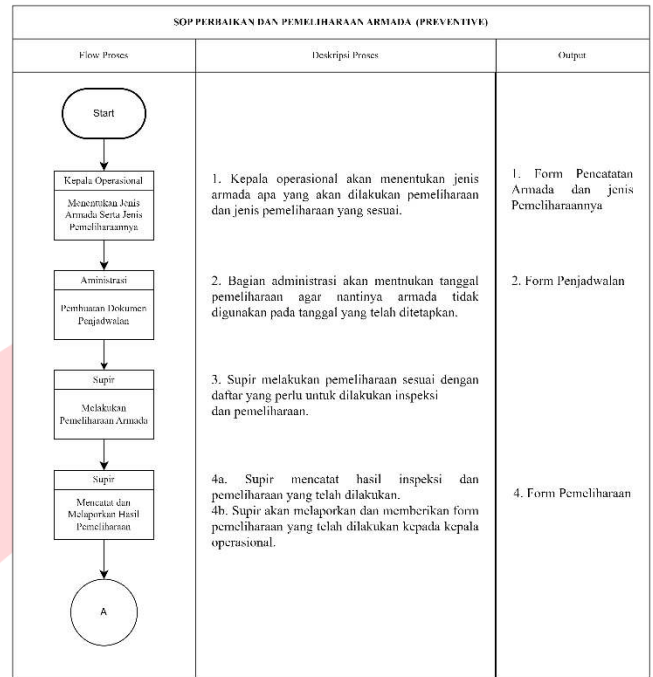 SOP PERBAIKAN DAN PEMELIHARAAN ARMADA (PREVENTIVE)
Flow Proses
Deskripsi Proses
Output
Start
Kepala Operasional
Menentukan Jenis
Armada Serta Jenis
Pemeliharaannya
1. Kepala operasional akan menentukan jenis
armada apa yang akan dilakukan pemeliharaan
dan jenis pemeliharaan yang sesuai.
1. Form Pencatatan
Armada dan jenis
Pemeliharaannya
Aministrasi
Pembuatan Dokumen
Penjadwalan
2. Bagian administrasi akan mentnukan tanggal
pemeliharaan agar nantinya armada tidak
digunakan pada tanggal yang telah ditetapkan.
2. Form Penjadwalan
Supir
Melakukan
Pemeliharaan Armada
3. Supir melakukan pemeliharaan sesuai dengan
daftar yang perlu untuk dilakukan inspeksi
dan pemeliharaan.
Supir
Mencatat dan
Melaporkan Hasil
Pemeliharaan
4a. Supir mencatat hasil inspeksi dan
pemeliharaan yang telah dilakukan.
4b. Supir akan melaporkan dan memberikan form
pemeliharaan yang telah dilakukan kepada kepala
operasional.
4. Form Pemeliharaan
A